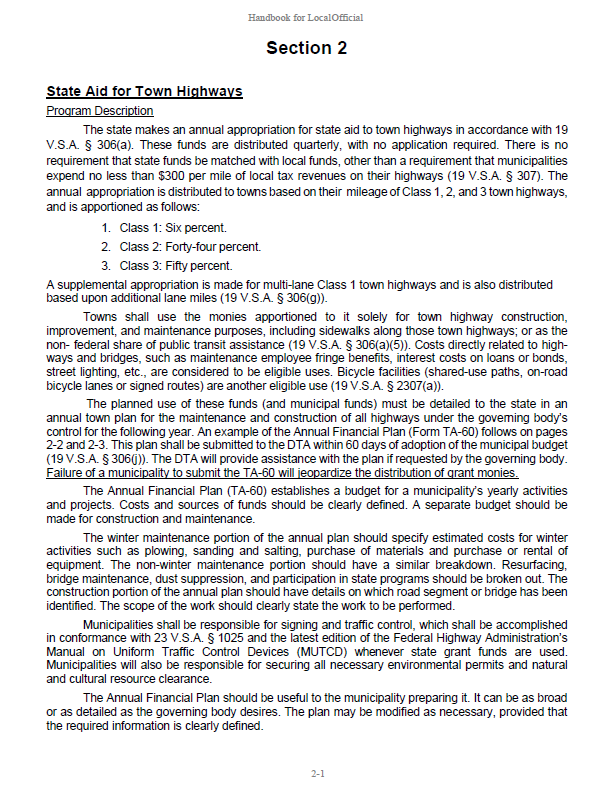 Handbook for LocalOfficial
Section 2
State Aid for Town Highways
Program Description
The state makes an annual appropriation for state aid to town highways in accordance with 19
V.S.A. § 306(a). These funds are distributed quarterly, with no application required. There is no
requirement that state funds be matched with local funds, other than a requirement that municipalities
expend no less than $300 per mile of local tax revenues on their highways (19 V.S.A. § 307). The
annual appropriation is distributed to towns based on their mileage of Class 1, 2, and 3 town highways,
and is apportioned as follows:
1. Class 1: Six percent.
2. Class 2: Forty-four percent.
3. Class 3: Fifty percent.
A supplemental appropriation is made for multi-lane Class 1 town highways and is also distributed
based upon additional lane miles (19 V.S.A. § 306(g)).
Towns shall use the monies apportioned to it solely for town highway construction,
improvement, and maintenance purposes, including sidewalks along those town highways; or as the
non- federal share of public transit assistance (19 V.S.A. § 306(a)(5)). Costs directly related to high-
ways and bridges, such as maintenance employee fringe benefits, interest costs on loans or bonds,
street lighting, etc., are considered to be eligible uses. Bicycle facilities (shared-use paths, on-road
bicycle lanes or signed routes) are another eligible use (19 V.S.A. § 2307(a)).
The planned use of these funds (and municipal funds) must be detailed to the state in an
annual town plan for the maintenance and construction of all highways under the governing body's
control for the following year. An example of the Annual Financial Plan (Form TA-60) follows on pages
2-2 and 2-3. This plan shall be submitted to the DTA within 60 days of adoption of the municipal budget
(19 V.S.A. § 306(j)). The DTA will provide assistance with the plan if requested by the governing body.
Failure of a municipality to submit the TA-60 will jeopardize the distribution of grant monies.
The Annual Financial Plan (TA-60) establishes a budget for a municipality's yearly activities
and projects. Costs and sources of funds should be clearly defined. A separate budget should be
made for construction and maintenance.
The winter maintenance portion of the annual plan should specify estimated costs for winter
activities such as plowing, sanding and salting, purchase of materials and purchase or rental of
equipment. The non-winter maintenance portion should have a similar breakdown. Resurfacing,
bridge maintenance, dust suppression, and participation in state programs should be broken out. The
construction portion of the annual plan should have details on which road segment or bridge has been
identified. The scope of the work should clearly state the work to be performed.
Municipalities shall be responsible for signing and traffic control, which shall be accomplished
in conformance with 23 V.S.A. § 1025 and the latest edition of the Federal Highway Administration's
Manual on Uniform Traffic Control Devices (MUTCD) whenever state grant funds are used.
Municipalities will also be responsible for securing all necessary environmental permits and natural
and cultural resource clearance.
The Annual Financial Plan should be useful to the municipality preparing it. It can be as broad
or as detailed as the governing body desires. The plan may be modified as necessary, provided that
the required information is clearly defined.
2-1